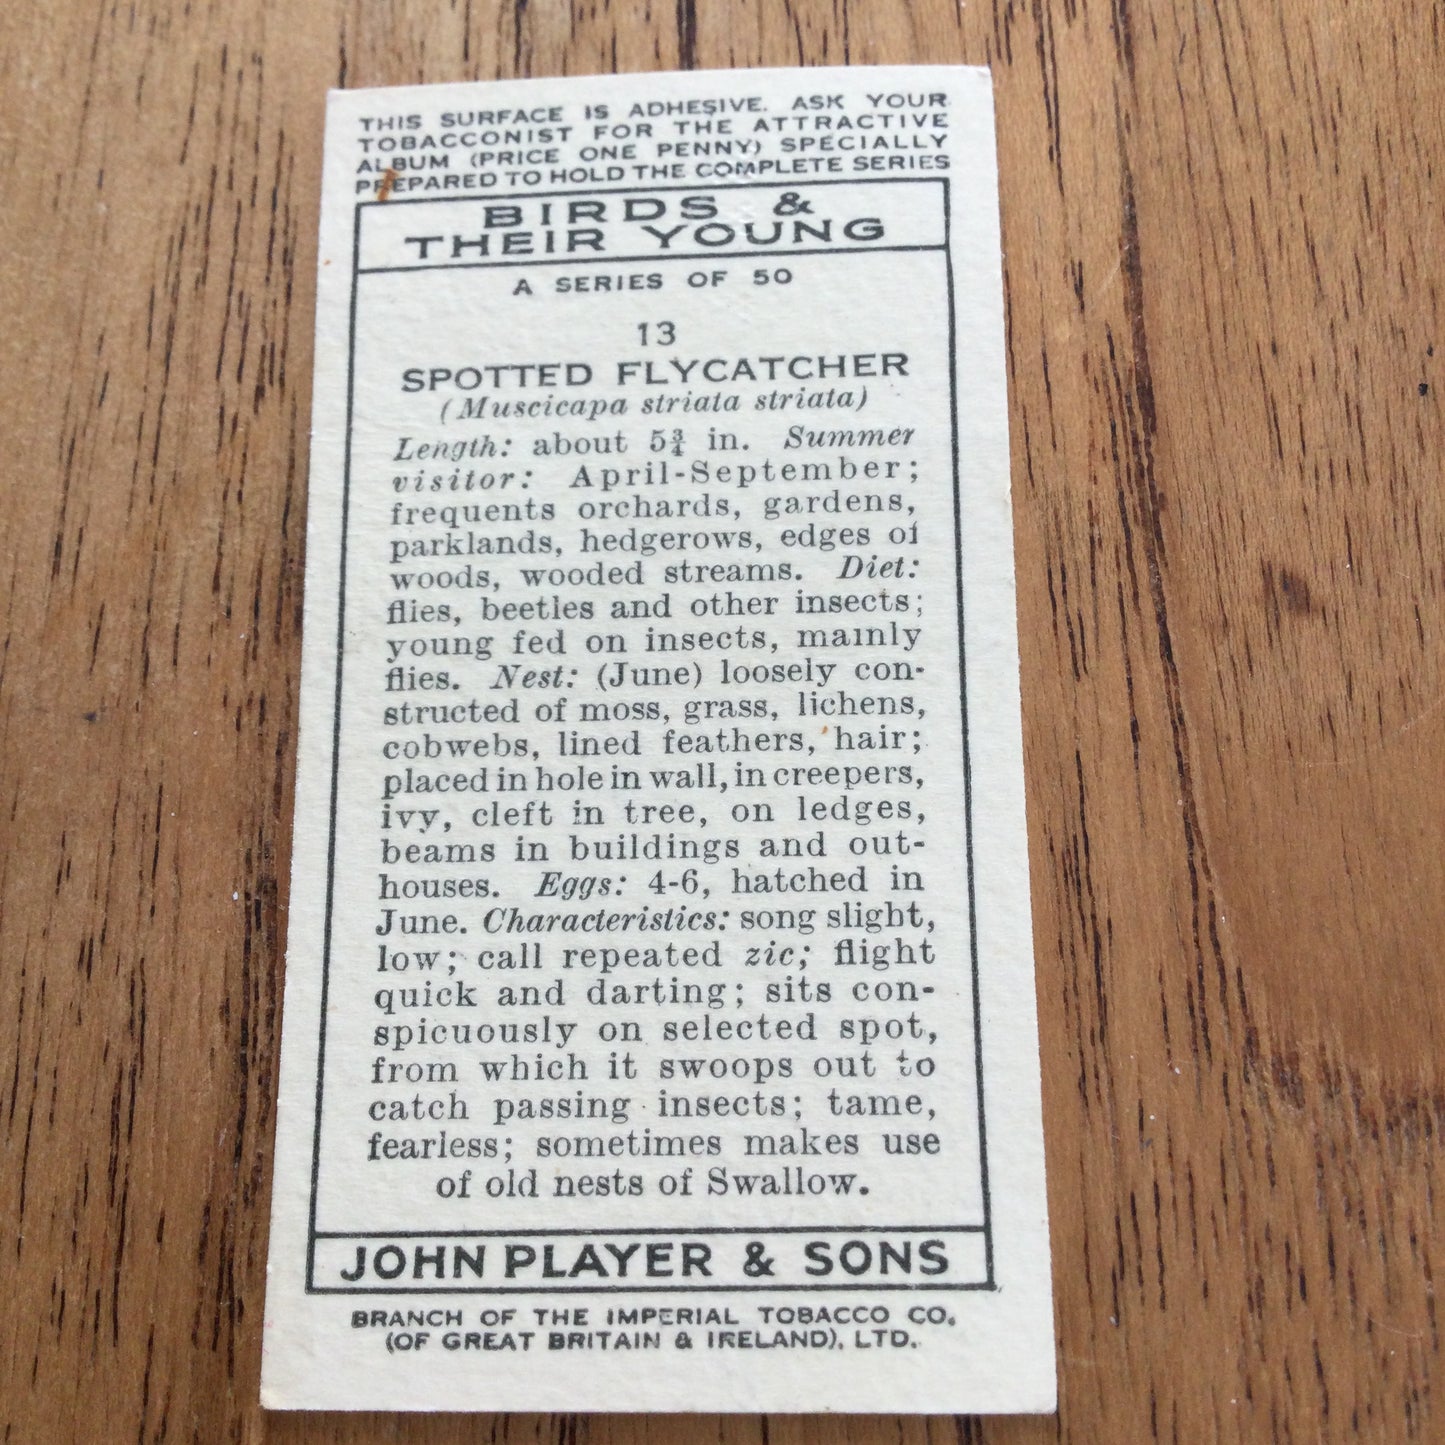 THIS SURFACE IS ADHESIVE. ASK YOUR
TOBACCONIST FOR THE ATTRACTIVE
ALBUM (PRICE ONE PENNY) SPECIALLY
PREPARED TO HOLD THE COMPLETE SERIES
BIRDS &
THEIR YOUNG
A SERIES OF 50
13
SPOTTED FLYCATCHER
(Muscicapa striata striata)
Length: about 5¾ in. Summer
visitor: April-September;
frequents orchards, gardens,
parklands, hedgerows, edges of
woods, wooded streams. Diet:
flies, beetles and other insects;
young fed on insects, mainly
flies. Nest: (June) loosely con-
structed of moss, grass, lichens,
cobwebs, lined feathers, hair;
placed in hole in wall, in creepers,
ivy, cleft in tree, on ledges,
beams in buildings and out-
houses. Eggs: 4-6, hatched in
June. Characteristics: song slight,
low; call repeated zic; flight
quick and darting; sits con-
spicuously on selected spot,
from which it swoops out to
catch passing insects; tame,
fearless; sometimes makes use
of old nests of Swallow.
JOHN PLAYER & SONS
BRANCH OF THE IMPERIAL TOBACCO CO.
(OF GREAT BRITAIN & IRELAND), LTD.